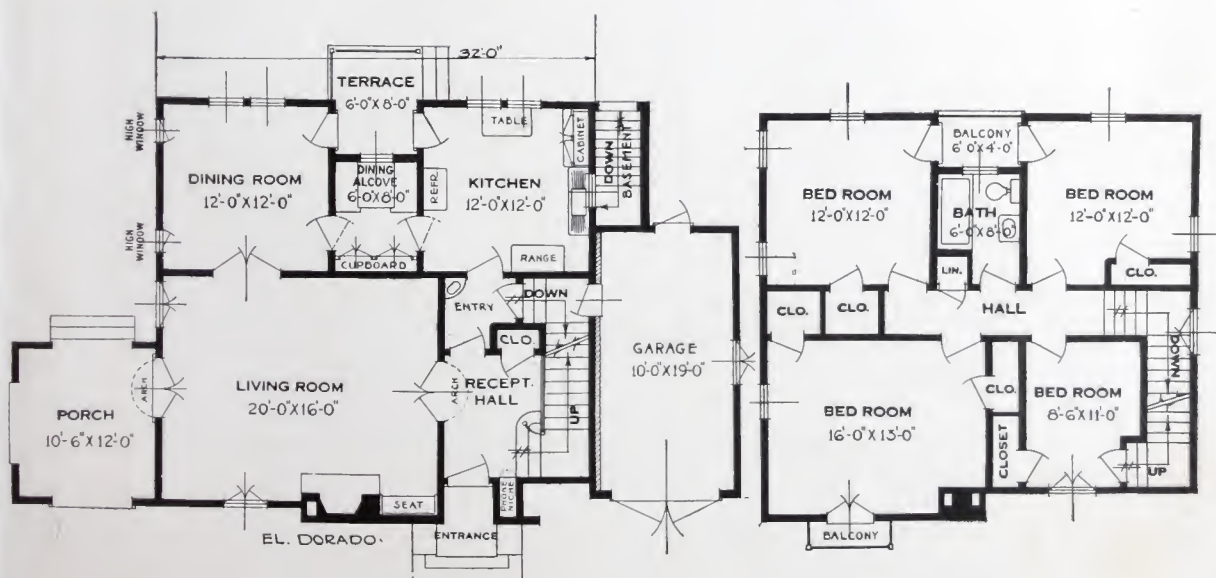 32'-0"
TERRACE
6'-0"X8'-0"
HIGH
WINDOW
TABLE
CABINET
DOWN
BASEMENT
DINING ROOM
12'-0"X12'-0"
DINING
ALCOVE
6'-0"X8'-0"
REFR.
KITCHEN
12'-0"X12'-0"
HIGH
WINDOW
CUPBOARD
RANGE
ENTRY
DOWN
CLO.
LIVING ROOM
20'-0"X16'-0"
ARCH
ARCH
RECEPT.
HALL
UP
GARAGE
10'-0"X19'-0"
PORCH
10'-6"X12'-0"
SEAT
PHONE
NICHE
ENTRANCE
EL. DORADO.
BALCONY
6'0"X4'-0"
BED ROOM
12'-0"X12'-0"
BATH
6'-0"X8'-0"
BED ROOM
12'-0"X12'-0"
LIN.
CLO.
CLO.
CLO.
HALL
DOWN
CLO.
BED ROOM
16'-0"X13'-0"
BED ROOM
8'-6"X11'-0"
CLOSET
UP
BALCONY